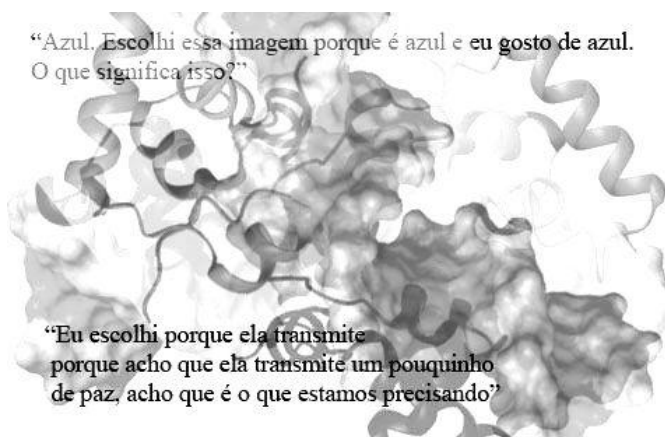 “Azul. Escolhi essa imagem porque é azul e eu gosto de azul.
O que significa isso?”
“Eu escolhi porque ela transmite
porque acho que ela transmite um pouquinho
de paz, acho que é o que estamos precisando”